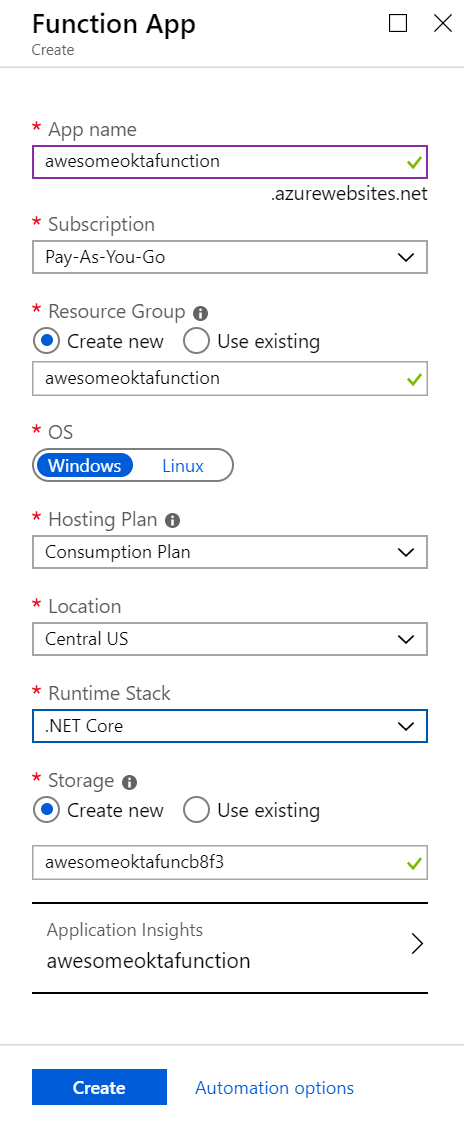 Function App
Create
* App name
awesomeoktafunction
.azurewebsites.net
* Subscription
Pay-As-You-Go
* Resource Group
Create new Use existing
awesomeoktafunction
* OS
Windows Linux
* Hosting Plan
Consumption Plan
* Location
Central US
* Runtime Stack
.NET Core
* Storage
Create new Use existing
awesomeoktafuncb8f3
Application Insights
awesomeoktafunction
Create Automation options